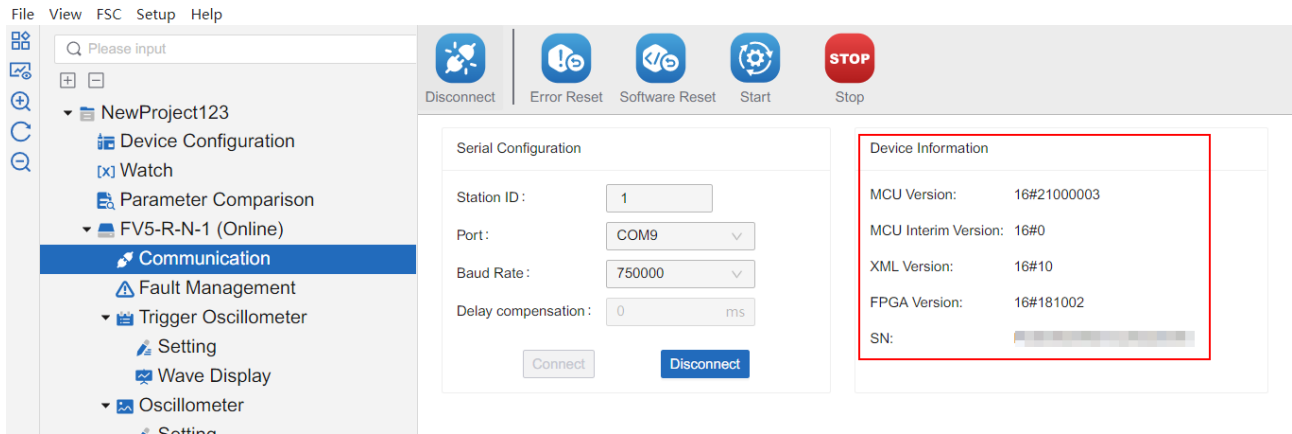 File View FSC Setup Help
Please input
NewProject123
Device Configuration
[x] Watch
Parameter Comparison
FV5-R-N-1 (Online)
Communication
Fault Management
Trigger Oscillometer
Setting
Wave Display
Oscillometer
Setting
Disconnect
Error Reset
Software Reset
Start
STOP
Stop
Serial Configuration
Station ID: 1
Port: COM9
Baud Rate: 750000
Delay compensation: 0 ms
Connect Disconnect
Device Information
MCU Version: 16#21000003
MCU Interim Version: 16#0
XML Version: 16#10
FPGA Version: 16#181002
SN: